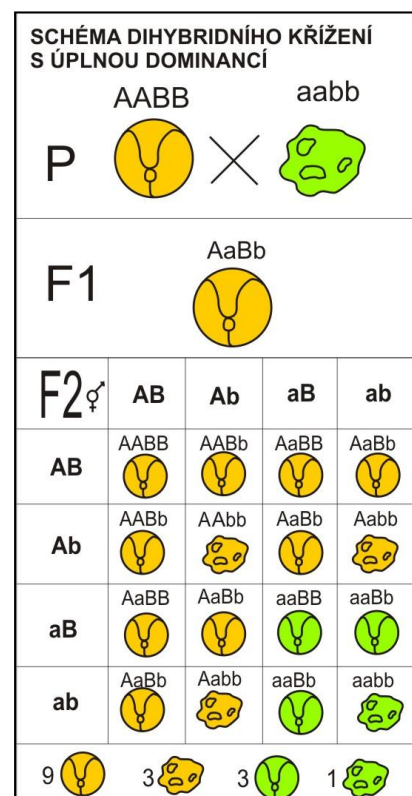 SCHÉMA DIHYBRIDNÍHO KŘÍŽENÍ
S ÚPLNOU DOMINANCÍ
AABB aabb
P
AaBb
F1
F2 AB Ab aB ab
AABB AABb AaBB AaBb
AB
AABb AAbb AaBb Aabb
Ab
AaBB AaBb aaBB aaBb
aB
AaBb Aabb aaBb aabb
ab
9 3 3 1